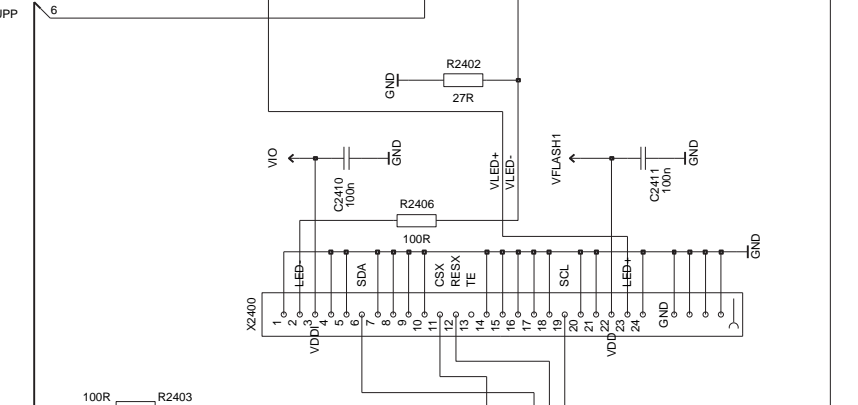 UPP
6
R2402
GND
27R
VIO
GND
C2410
100n
VLED+
VLED-
VFLASH1
GND
C2411
100n
R2406
100R
GND
LED-
SDA
CSX
RESX
TE
SCL
LED+
X2400
1
2
3
4
5
6
7
8
9
10
11
12
13
14
15
16
17
18
19
20
21
22
23
24
GND
VDDI
VDD
100R
R2403